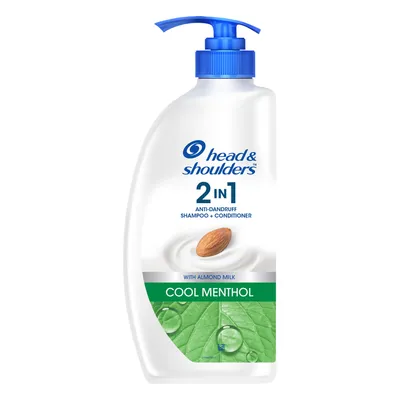 head&
shoulders
2 IN 1
ANTI-DANDRUFF
SHAMPOO + CONDITIONER
WITH ALMOND MILK
COOL MENTHOL